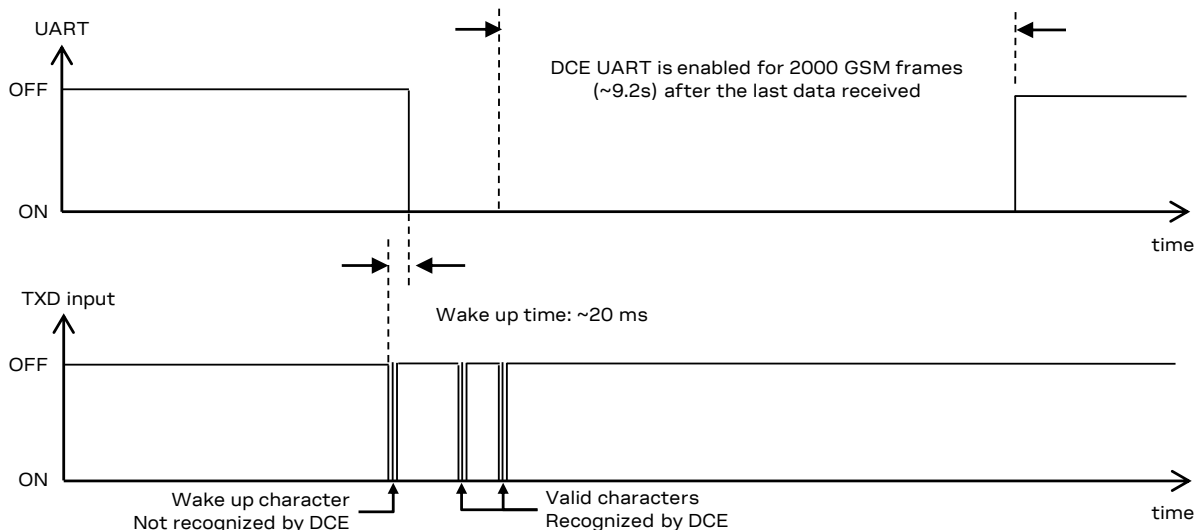 UART
DCE UART is enabled for 2000 GSM frames
(~9.2s) after the last data received
OFF
ON
time
TXD input
Wake up time: ~20 ms
OFF
ON
Wake up character
Not recognized by DCE
Valid characters
Recognized by DCE
time